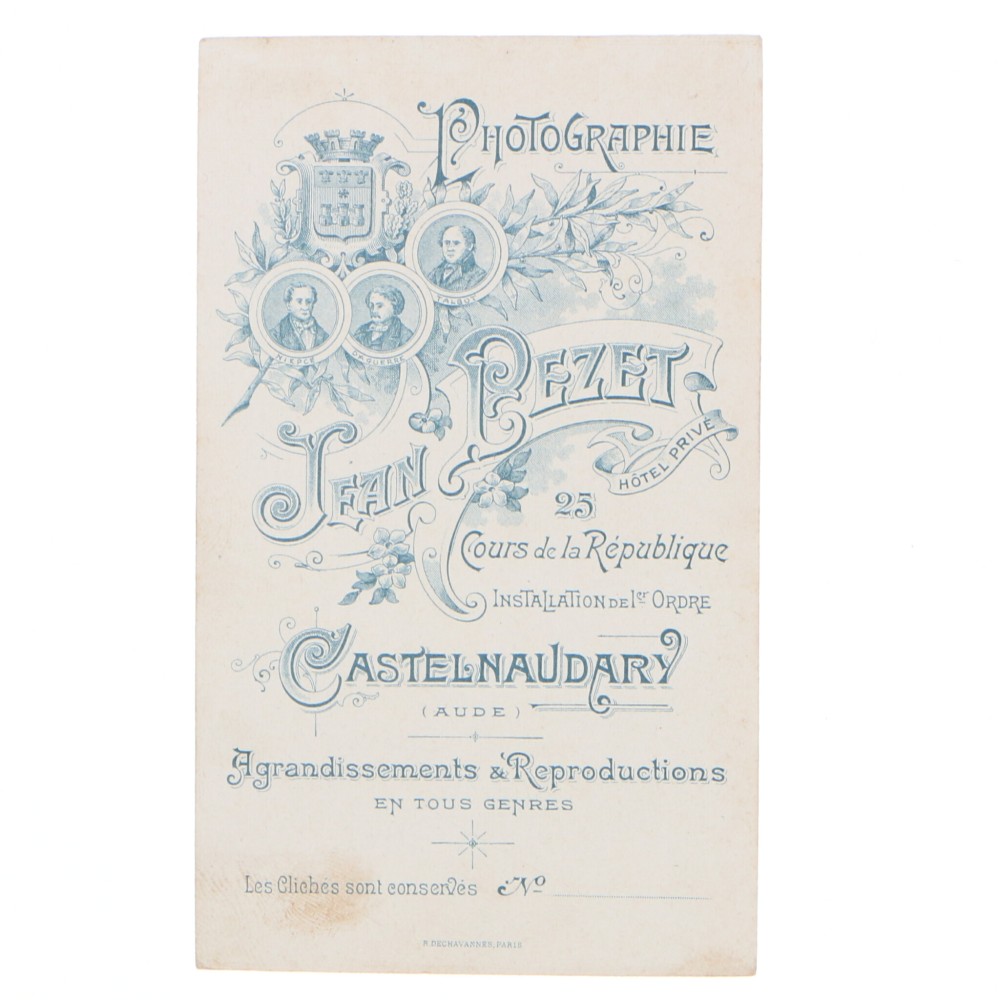 PHOTOGRAPHIE
TALBOT
NIEPCE
DAGUERRE
JEAN PEZET
HÔTEL PRIVÉ
25
Cours de la République
INSTALLATION DE 1er ORDRE
CASTELNAUDARY
(AUDE)
Agrandissements & Reproductions
EN TOUS GENRES
Les Clichés sont conservés No
R. DECHAVANNES, PARIS